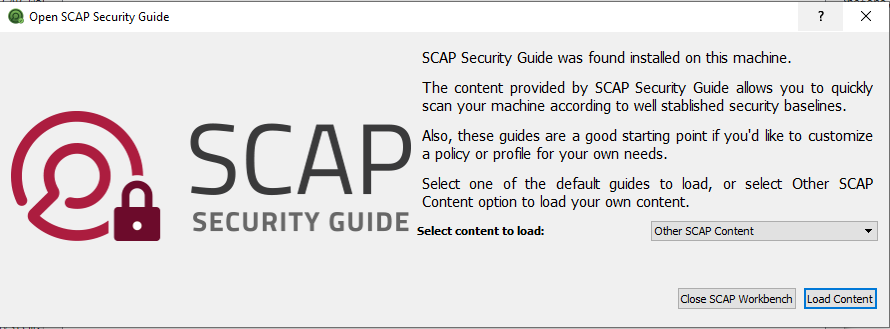 Open SCAP Security Guide
?
SCAP Security Guide was found installed on this machine.
The content provided by SCAP Security Guide allows you to quickly
scan your machine according to well stablished security baselines.
Also, these guides are a good starting point if you'd like to customize
a policy or profile for your own needs.
Select one of the default guides to load, or select Other SCAP
Content option to load your own content.
SCAP
SECURITY GUIDE
Select content to load: Other SCAP Content
Close SCAP Workbench Load Content